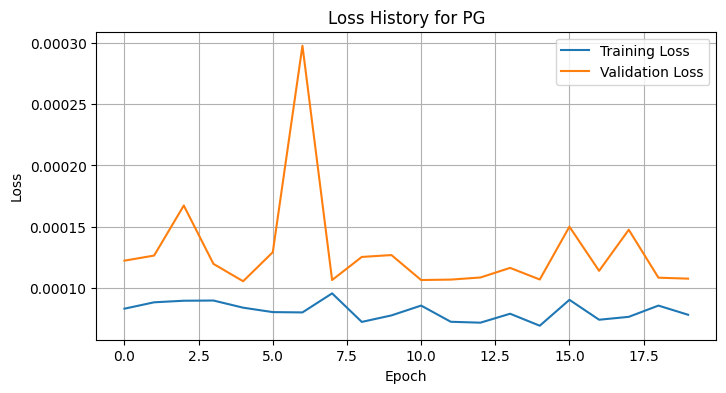 Loss History for PG
Training Loss
Validation Loss
Loss
0.00030
0.00025
0.00020
0.00015
0.00010
0.0 2.5 5.0 7.5 10.0 12.5 15.0 17.5
Epoch